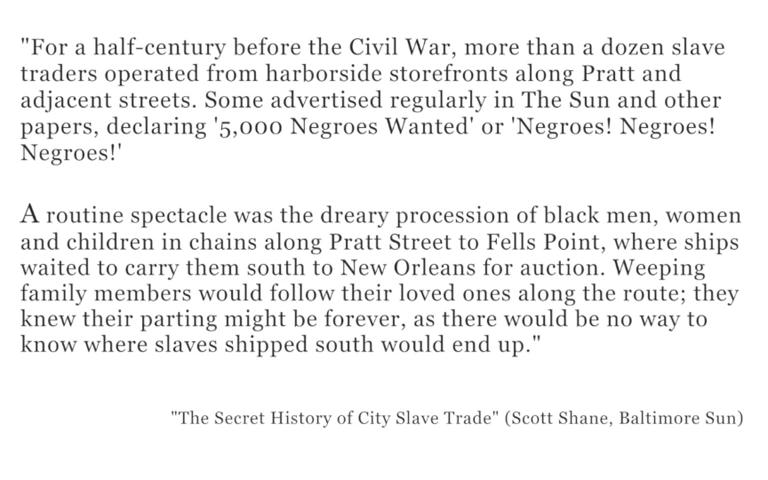 "For a half-century before the Civil War, more than a dozen slave
traders operated from harborside storefronts along Pratt and
adjacent streets. Some advertised regularly in The Sun and other
papers, declaring '5,000 Negroes Wanted' or 'Negroes! Negroes!
Negroes!'
A routine spectacle was the dreary procession of black men, women
and children in chains along Pratt Street to Fells Point, where ships
waited to carry them south to New Orleans for auction. Weeping
family members would follow their loved ones along the route; they
knew their parting might be forever, as there would be no way to
know where slaves shipped south would end up."
"The Secret History of City Slave Trade" (Scott Shane, Baltimore Sun)